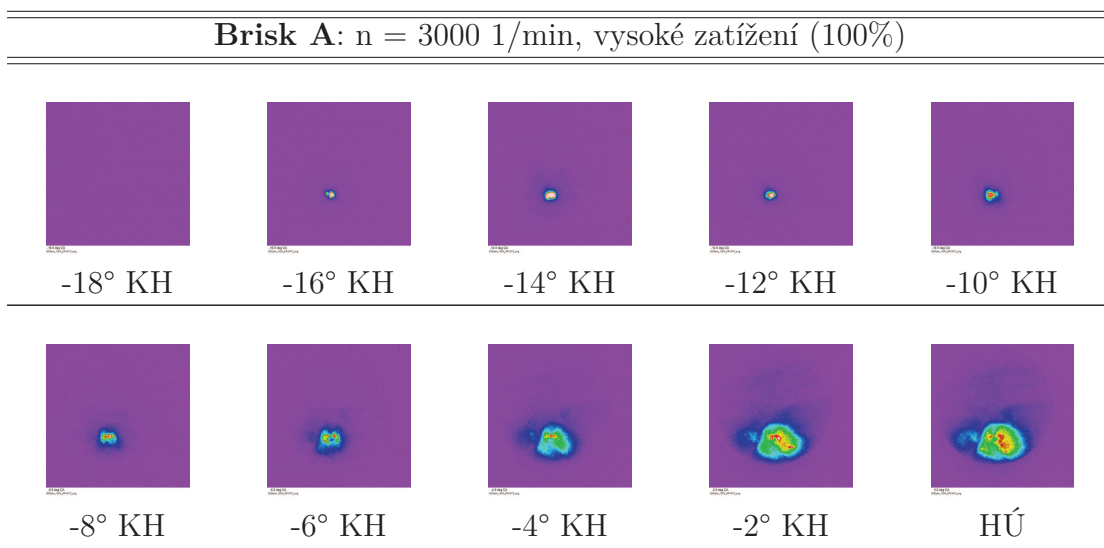 Brisk A: n = 3000 1/min, vysoké zatížení (100%)
-18° KH -16° KH -14° KH -12° KH -10° KH
-8° KH -6° KH -4° KH -2° KH HÚ